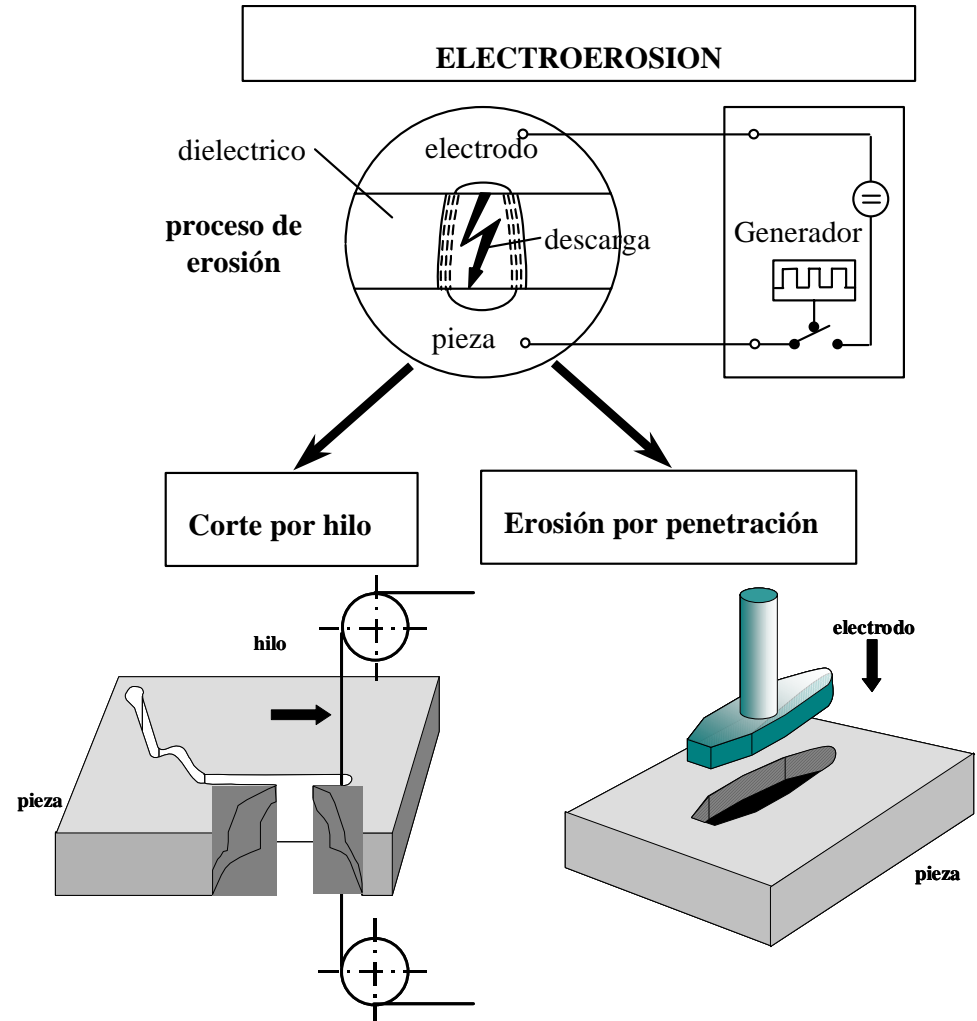 ELECTROEROSION
dielectrico
electrodo
proceso de
erosión
descarga
Generador
pieza
Corte por hilo
Erosión por penetración
hilo
electrodo
pieza
pieza